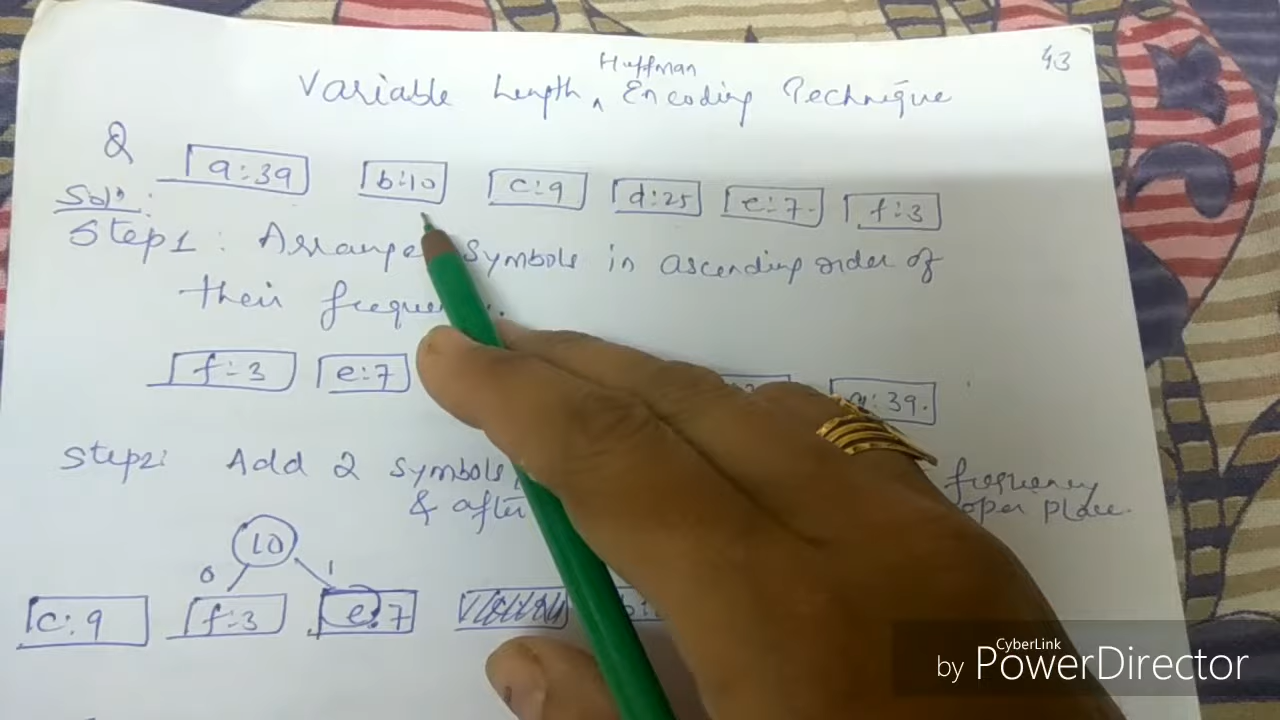 43
Variable Length Huffman Encoding Technique
Q a:39 b:10 c:9 d:25 e:7. f:3
Soln:
Step1: Arrange Symbols in ascending order of
their
f:3 e:7 a:39.
Step2: Add 2 symbols frequency
& after place.
10
0 1
c:9 f:3 e:7
CyberLink
by PowerDirector